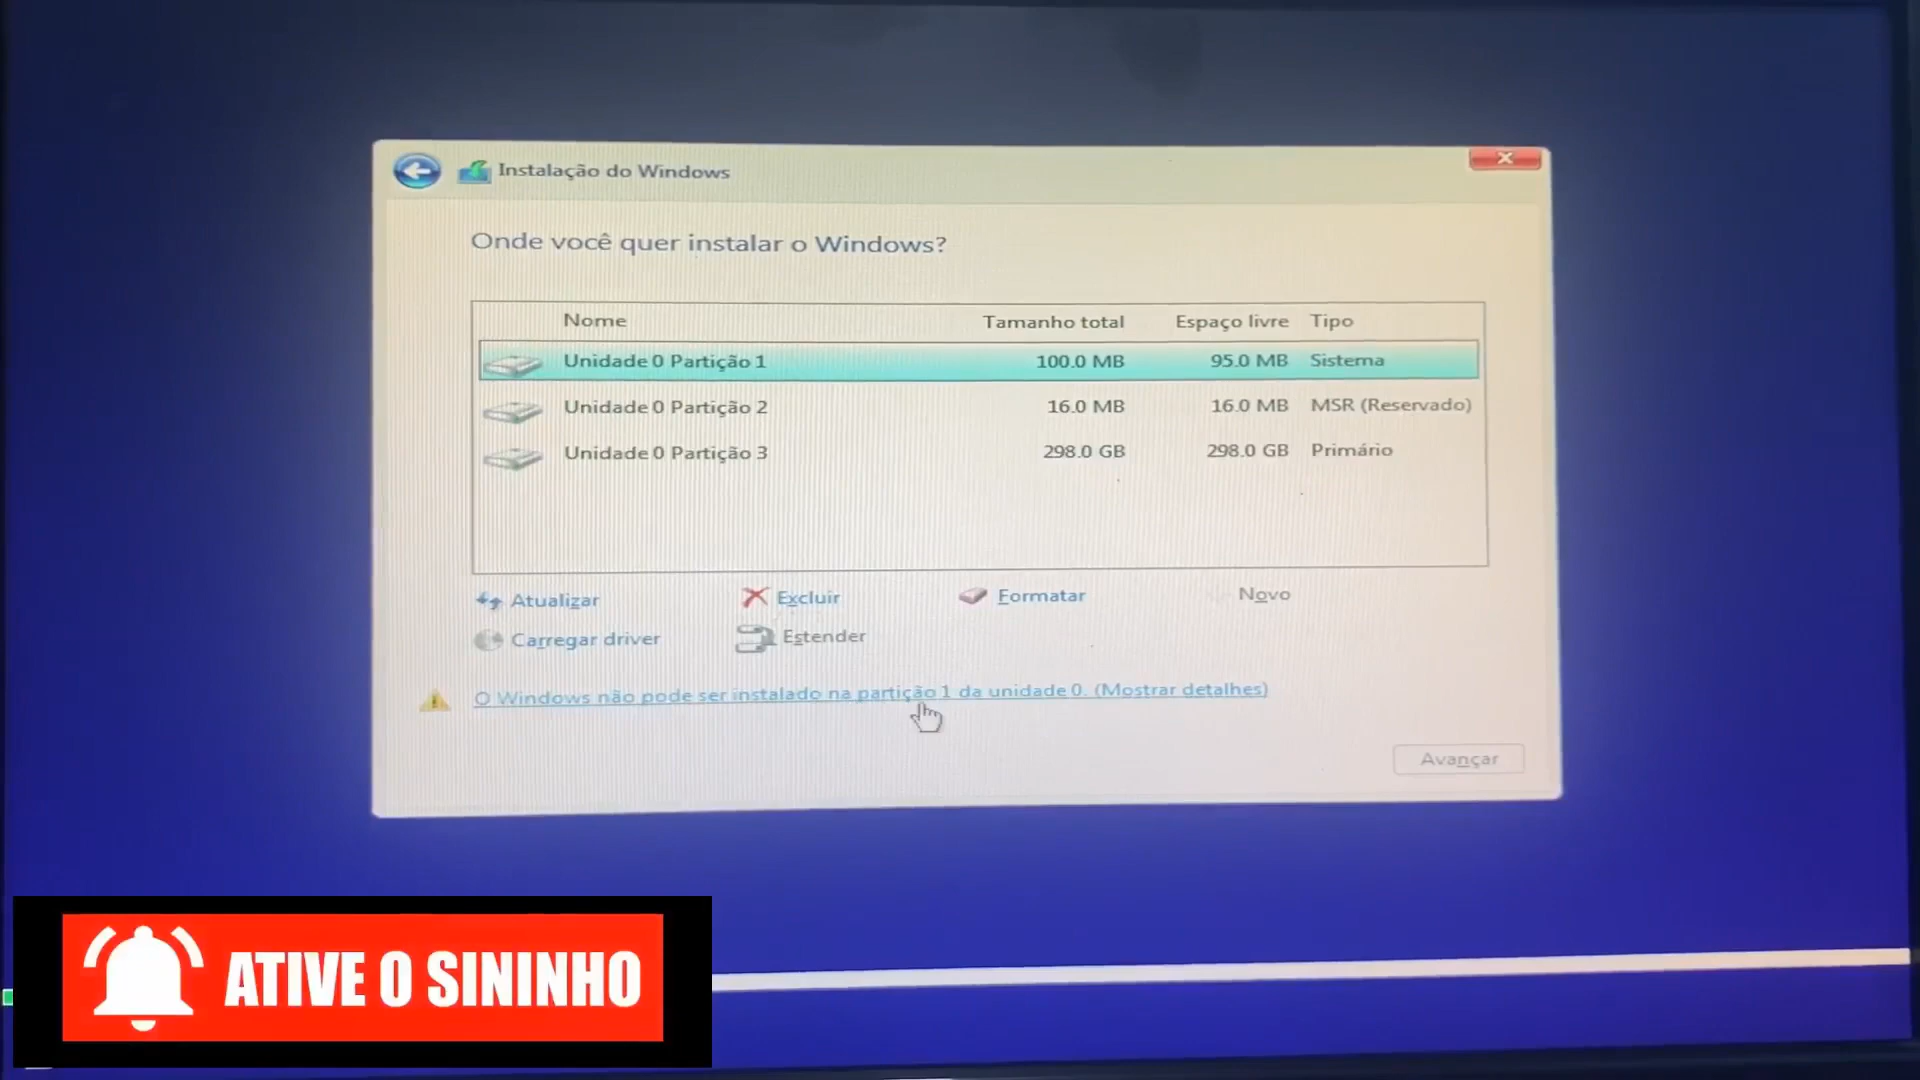 Instalação do Windows
Onde você quer instalar o Windows?
Nome Tamanho total Espaço livre Tipo
Unidade 0 Partição 1 100.0 MB 95.0 MB Sistema
Unidade 0 Partição 2 16.0 MB 16.0 MB MSR (Reservado)
Unidade 0 Partição 3 298.0 GB 298.0 GB Primário
Atualizar Excluir Formatar Novo
Carregar driver Estender
O Windows não pode ser instalado na partição 1 da unidade 0. (Mostrar detalhes)
Avançar
ATIVE O SININHO